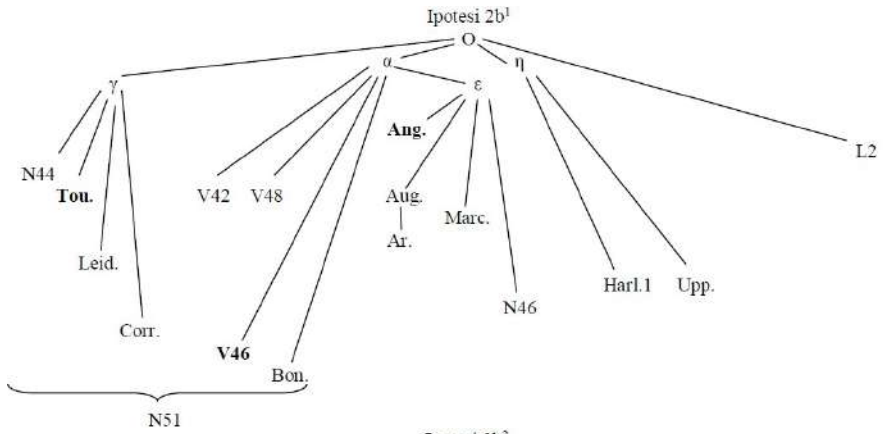 Ipotesi 2b¹
O
α η
γ ε
Ang.
L2
N44
Tou. V42 V48 Aug.
Marc.
Ar.
Leid.
Harl.1 Upp.
N46
Corr.
V46
Bon.
N51